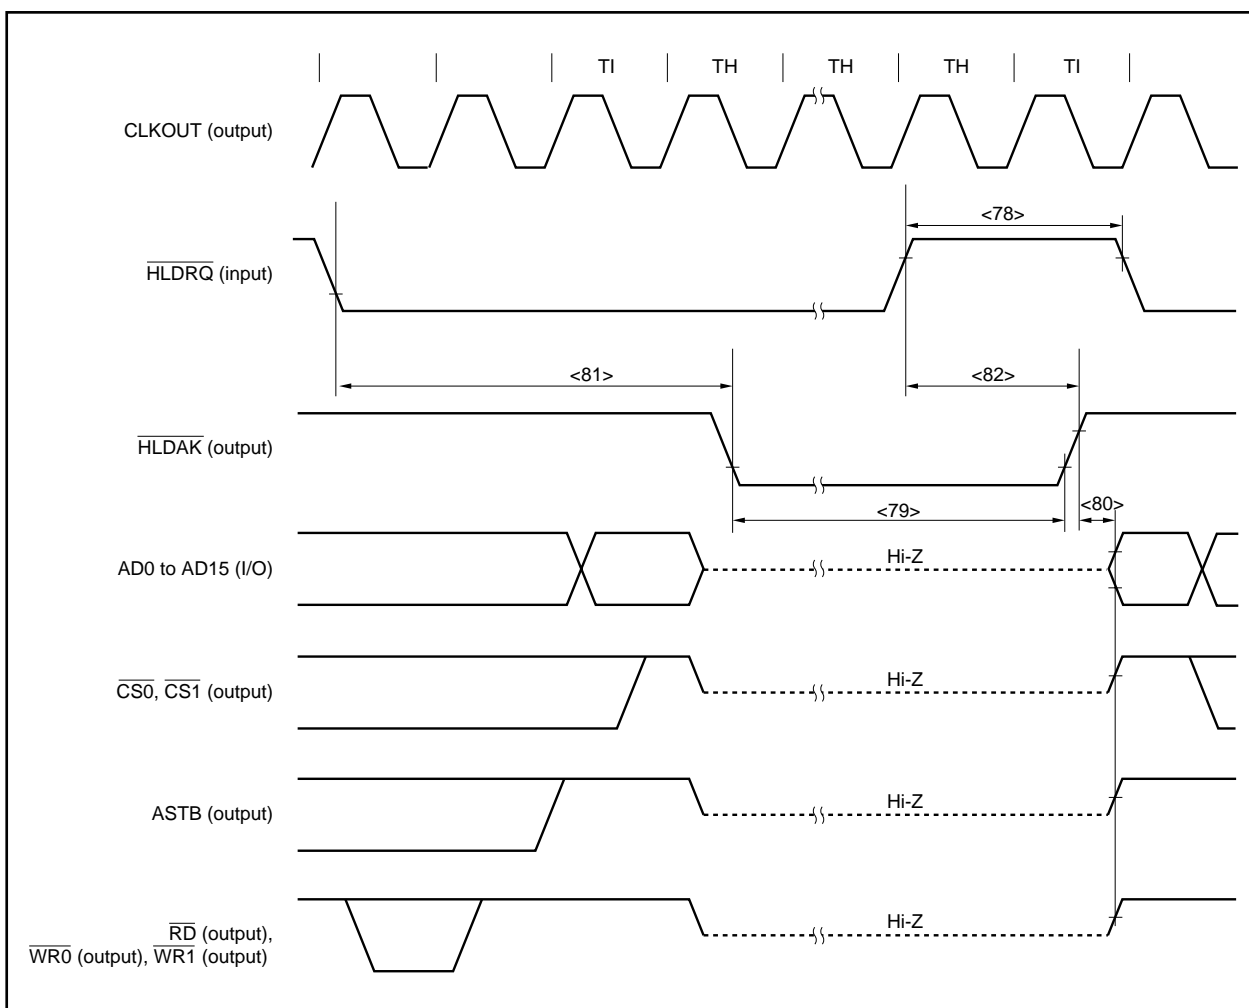 TI TH TH TH TI
CLKOUT (output)
<78>
HLDRQ (input)
<81> <82>
HLDAK (output)
<79> <80>
Hi-Z
AD0 to AD15 (I/O)
Hi-Z
CS0, CS1 (output)
Hi-Z
ASTB (output)
Hi-Z
RD (output),
WR0 (output), WR1 (output)